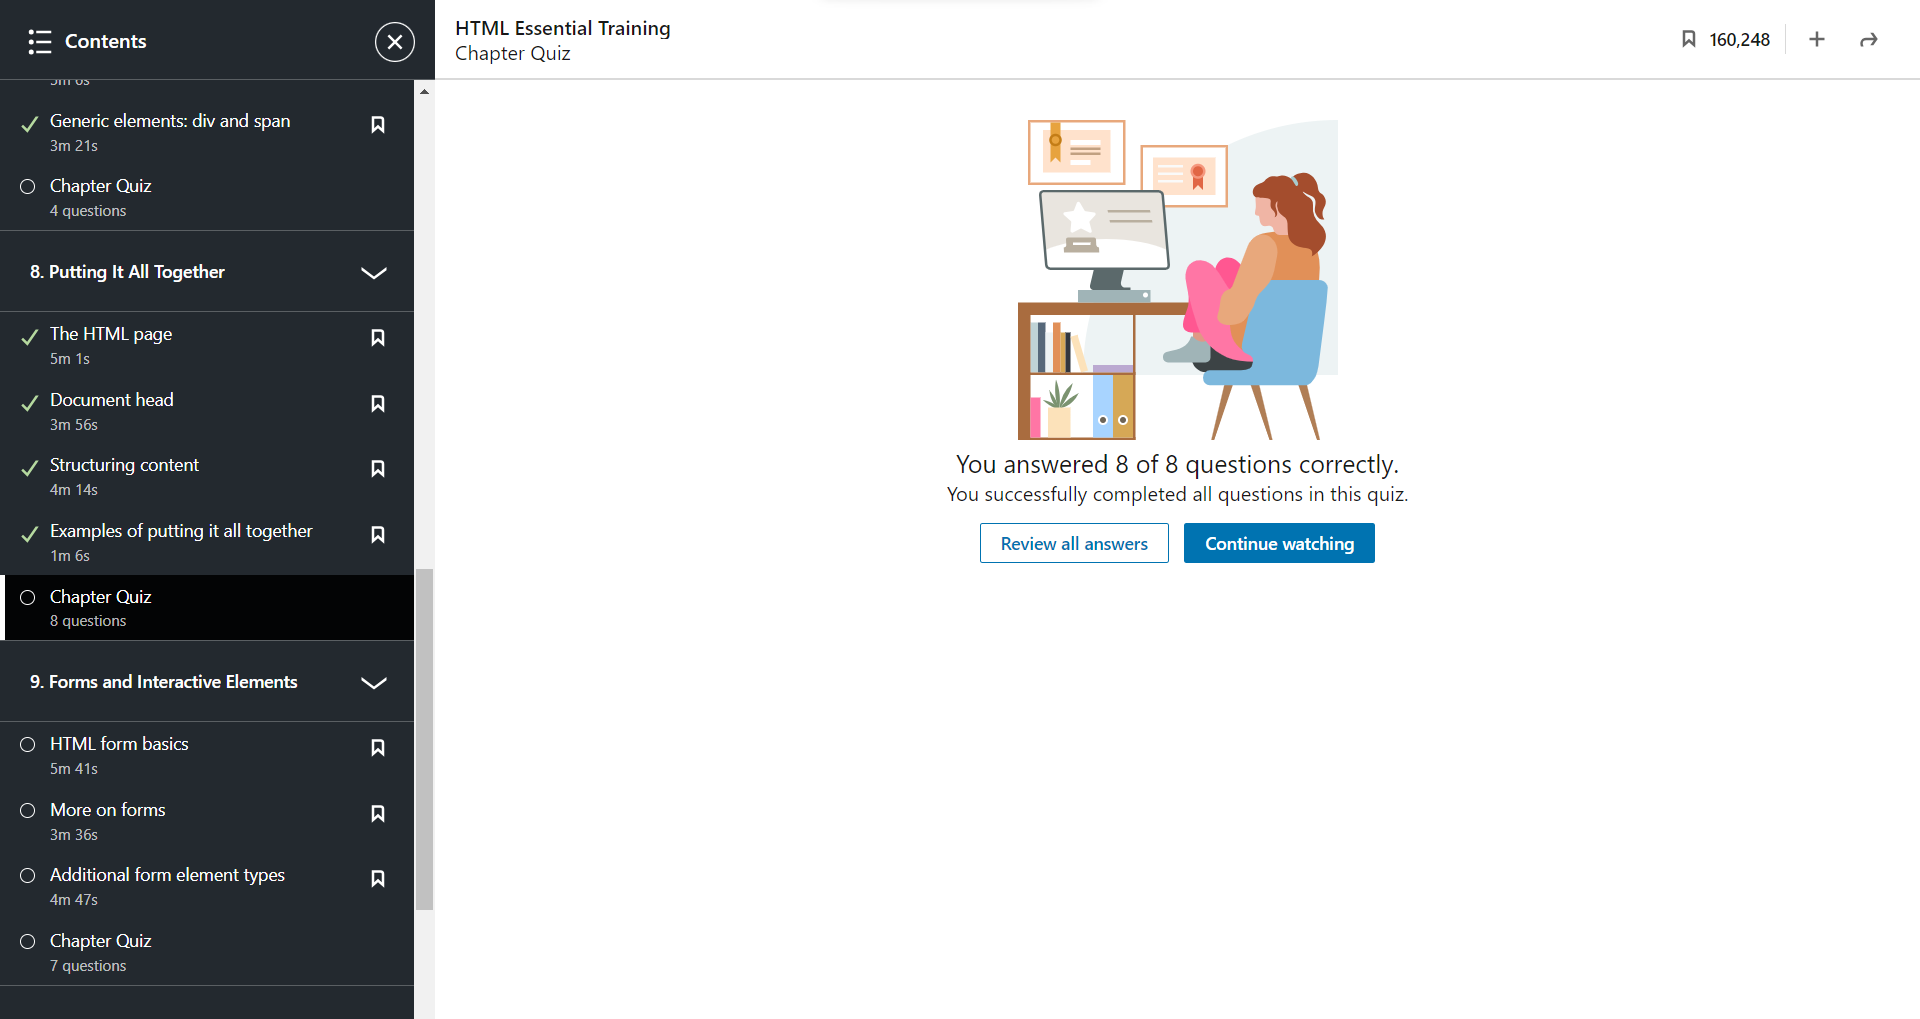 Contents
Generic elements: div and span
3m 21s
Chapter Quiz
4 questions
8. Putting It All Together
The HTML page
5m 1s
Document head
3m 56s
Structuring content
4m 14s
Examples of putting it all together
1m 6s
Chapter Quiz
8 questions
9. Forms and Interactive Elements
HTML form basics
5m 41s
More on forms
3m 36s
Additional form element types
4m 47s
Chapter Quiz
7 questions
HTML Essential Training
Chapter Quiz
160,248
You answered 8 of 8 questions correctly.
You successfully completed all questions in this quiz.
Review all answers
Continue watching